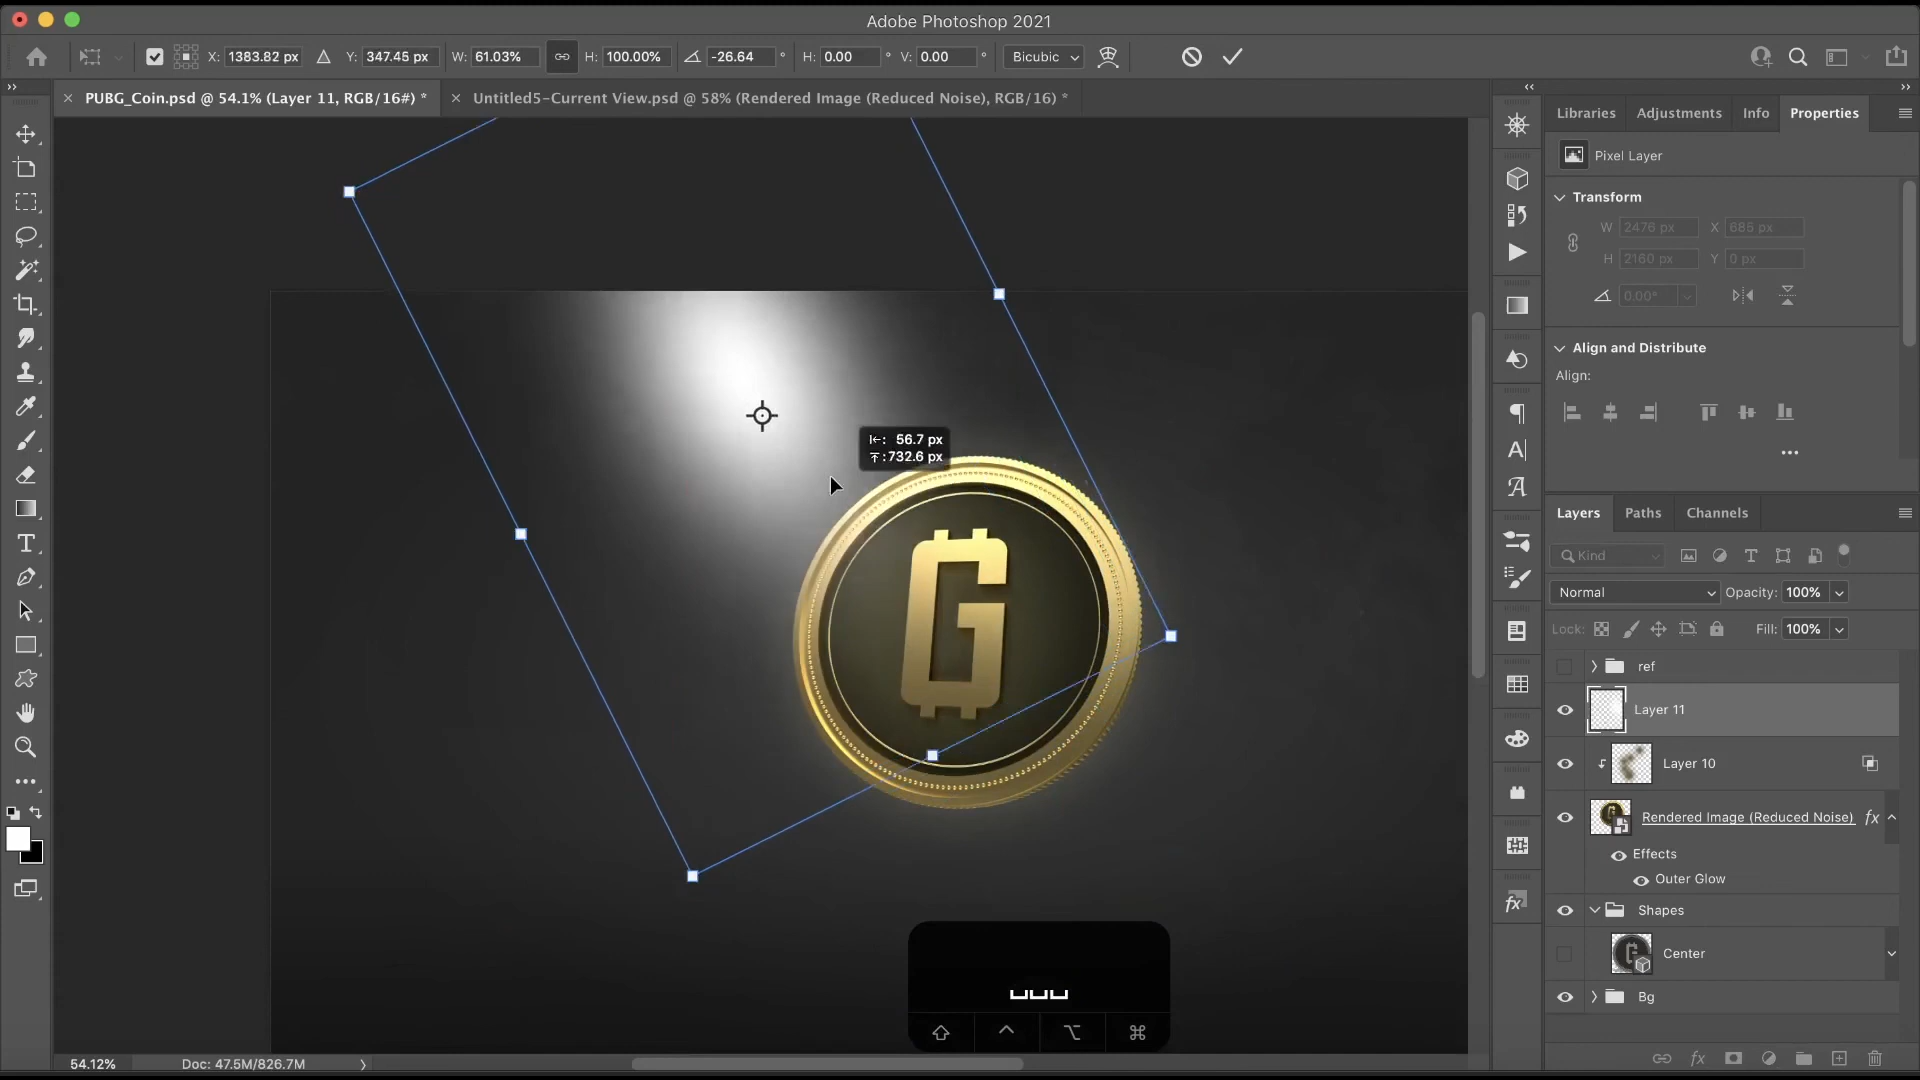 Adobe Photoshop 2021
X: 1383.82 px Y: 347.45 px W: 61.03% H: 100.00% -26.64 ° H: 0.00 ° V: 0.00 ° Bicubic
PUBG_Coin.psd @ 54.1% (Layer 11, RGB/16#) *
Untitled5-Current View.psd @ 58% (Rendered Image (Reduced Noise), RGB/16) *
Libraries Adjustments Info Properties
Pixel Layer
Transform
W 2476 px X 685 px
H 2160 px Y 0 px
0.00°
Align and Distribute
Align:
56.7 px
732.6 px
G
Layers Paths Channels
Kind
Normal Opacity: 100%
Lock: Fill: 100%
ref
Layer 11
Layer 10
Rendered Image (Reduced Noise) fx
Effects
Outer Glow
Shapes
Center
Bg
54.12% Doc: 47.5M/826.7M